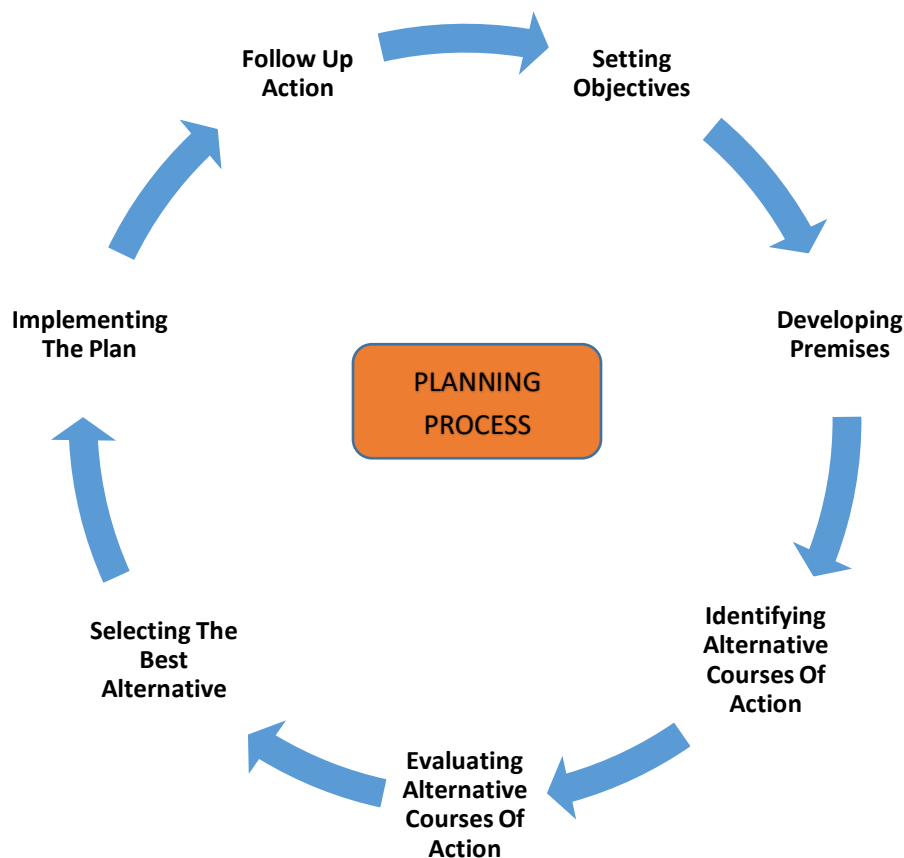 Follow Up
Action
Setting
Objectives
Developing
Premises
Identifying
Alternative
Courses Of
Action
Evaluating
Alternative
Courses Of
Action
Selecting The
Best
Alternative
Implementing
The Plan
PLANNING
PROCESS